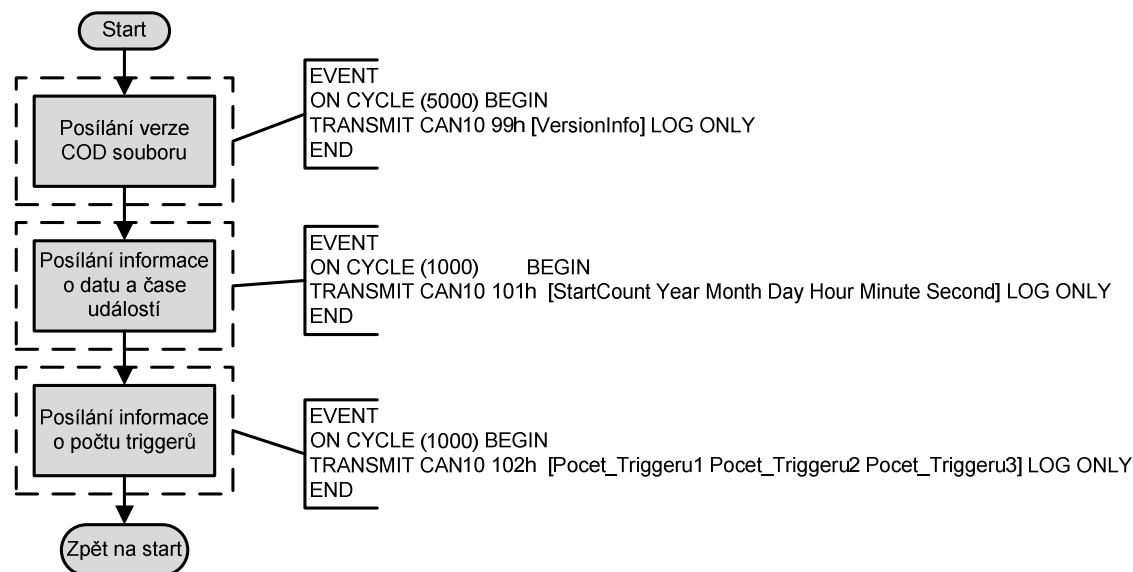 Start
Posílání verze
COD souboru
EVENT
ON CYCLE (5000) BEGIN
TRANSMIT CAN10 99h [VersionInfo] LOG ONLY
END
Posílání informace
o datu a čase
událostí
EVENT
ON CYCLE (1000) BEGIN
TRANSMIT CAN10 101h [StartCount Year Month Day Hour Minute Second] LOG ONLY
END
Posílání informace
o počtu triggerů
EVENT
ON CYCLE (1000) BEGIN
TRANSMIT CAN10 102h [Pocet_Triggeru1 Pocet_Triggeru2 Pocet_Triggeru3] LOG ONLY
END
Zpět na start